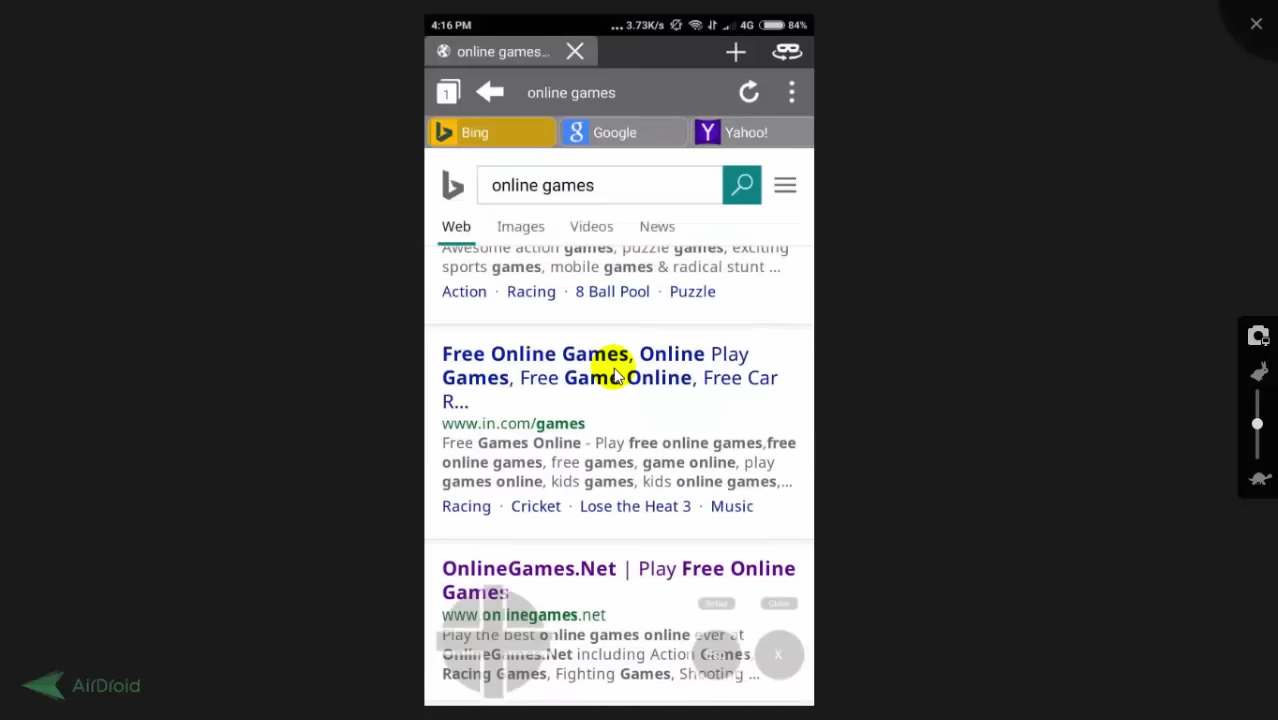 4:16 PM ... 3.73K/s 4G 84%
online games...
1 online games
Bing Google Yahoo!
online games
Web Images Videos News
Awesome action games, puzzle games, exciting
sports games, mobile games & radical stunt ...
Action · Racing · 8 Ball Pool · Puzzle
Free Online Games, Online Play
Games, Free Game Online, Free Car
R...
www.in.com/games
Free Games Online - Play free online games,free
online games, free games, game online, play
games online, kids games, kids online games,...
Racing · Cricket · Lose the Heat 3 · Music
OnlineGames.Net | Play Free Online
Games
www.onlinegames.net
Play the best online games online ever at
OnlineGames.Net including Action Games,
Racing Games, Fighting Games, Shooting ...
Setup
X
AirDroid